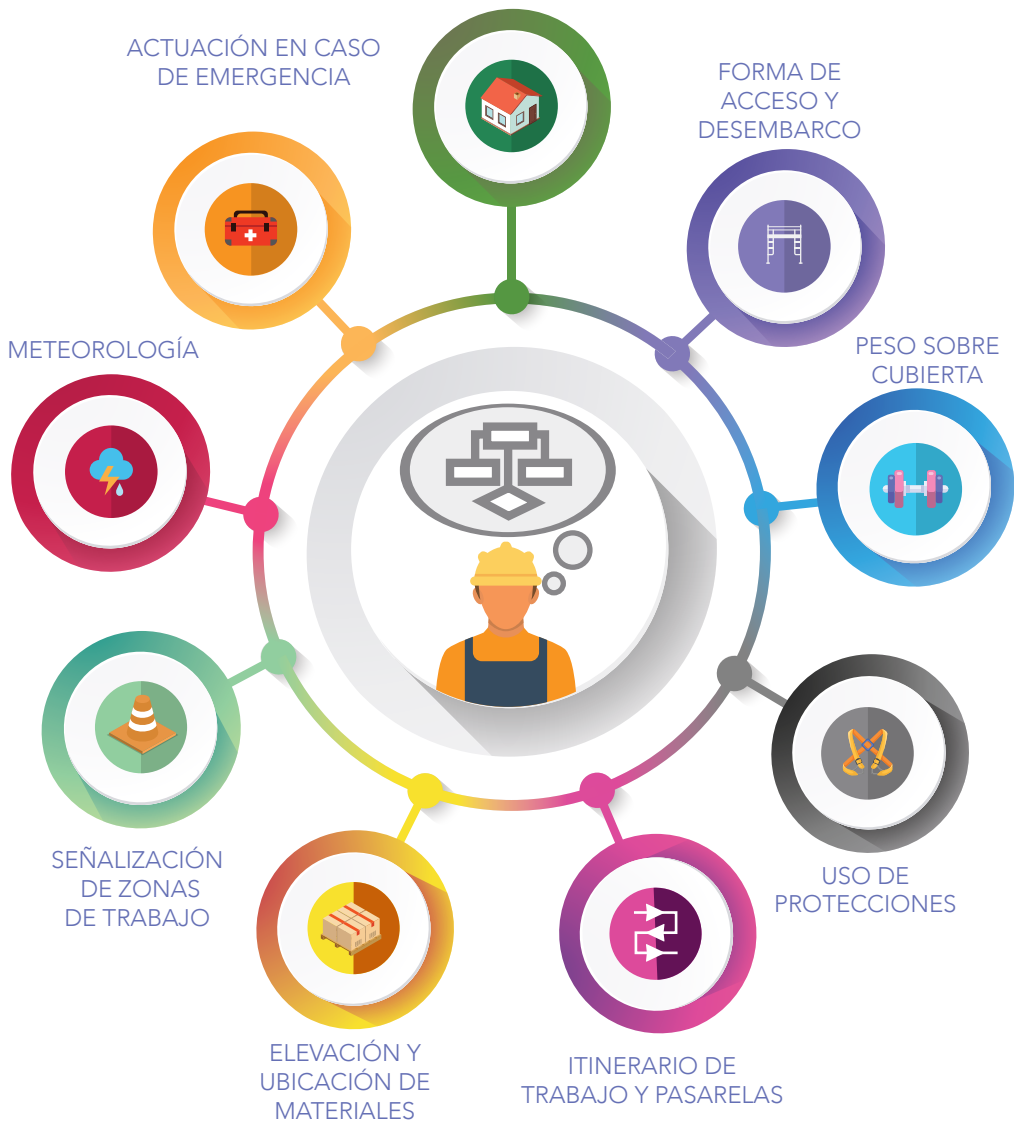 ACTUACIÓN EN CASO
DE EMERGENCIA
FORMA DE
ACCESO Y
DESEMBARCO
METEOROLOGÍA
PESO SOBRE
CUBIERTA
SEÑALIZACIÓN
DE ZONAS
DE TRABAJO
USO DE
PROTECCIONES
ELEVACIÓN Y
UBICACIÓN DE
MATERIALES
ITINERARIO DE
TRABAJO Y PASARELAS